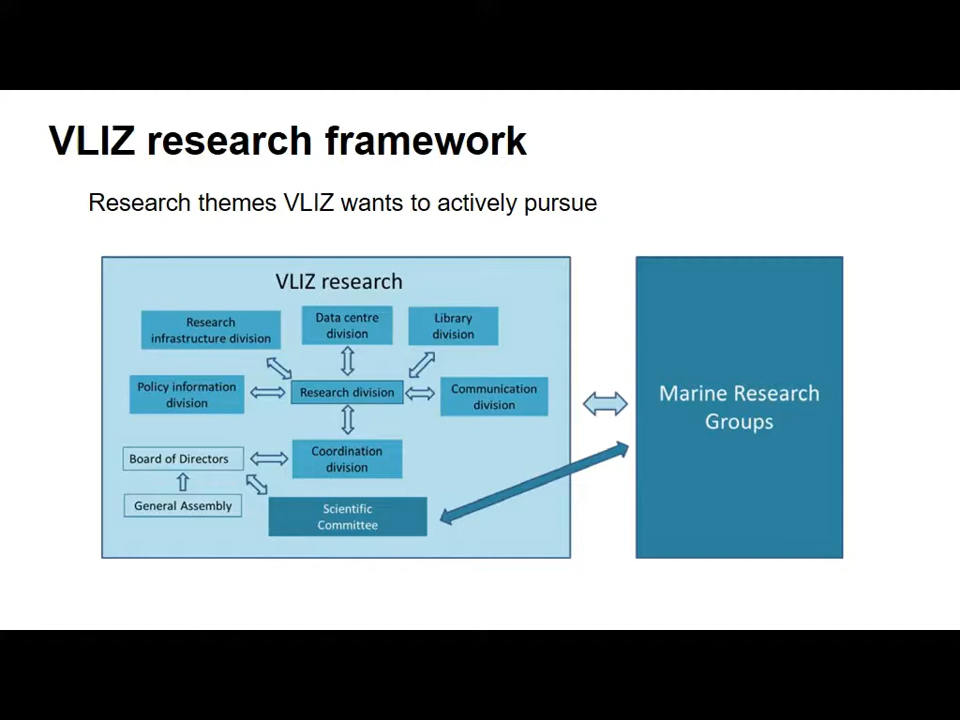 VLIZ research framework
Research themes VLIZ wants to actively pursue
VLIZ research
Research
infrastructure division
Data centre
division
Library
division
Policy information
division
Research division
Communication
division
Board of Directors
Coordination
division
General Assembly
Scientific
Committee
Marine Research
Groups